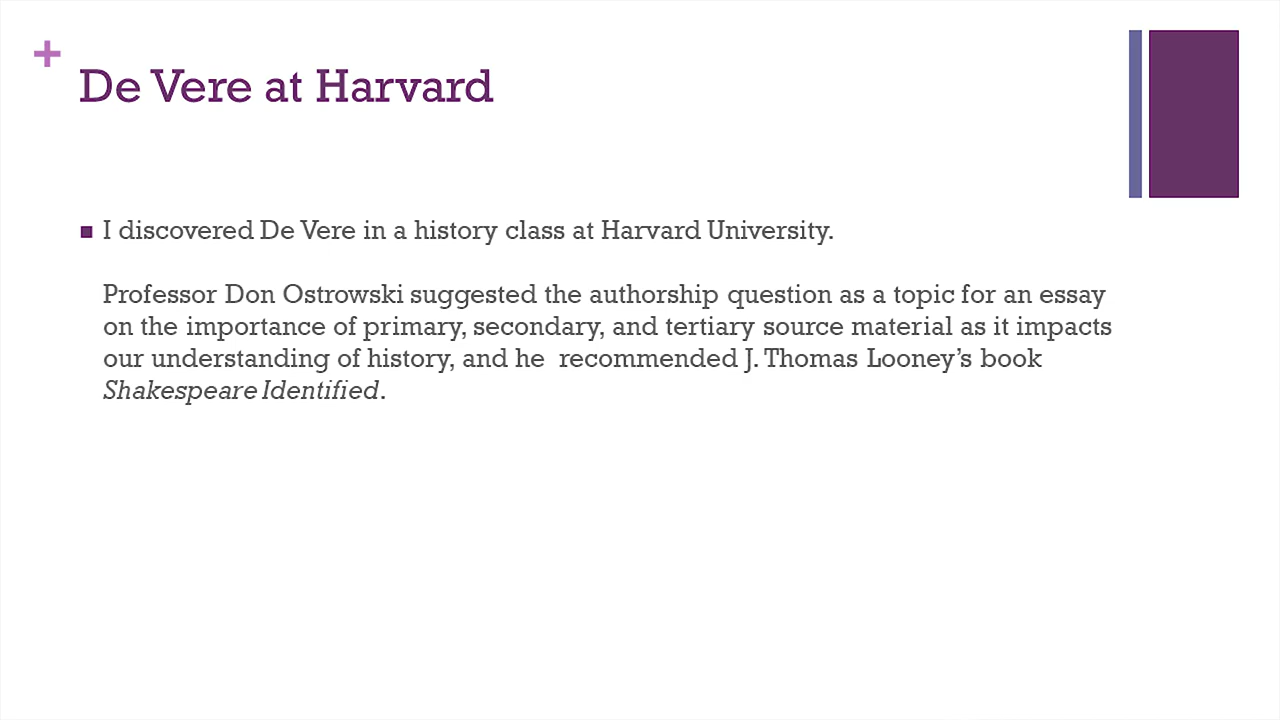 De Vere at Harvard
I discovered De Vere in a history class at Harvard University.
Professor Don Ostrowski suggested the authorship question as a topic for an essay
on the importance of primary, secondary, and tertiary source material as it impacts
our understanding of history, and he  recommended J. Thomas Looney’s book
Shakespeare Identified.